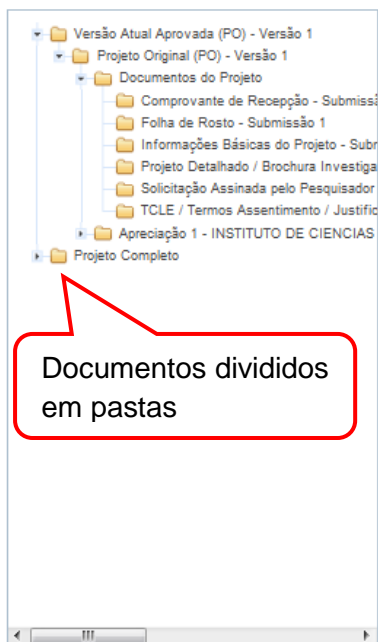 Versão Atual Aprovada (PO) - Versão 1
Projeto Original (PO) - Versão 1
Documentos do Projeto
Comprovante de Recepção - Submissã
Folha de Rosto - Submissão 1
Informações Básicas do Projeto - Subr
Projeto Detalhado / Brochura Investiga
Solicitação Assinada pelo Pesquisador
TCLE / Termos Assentimento / Justific
Apreciação 1 - INSTITUTO DE CIENCIAS
Projeto Completo
Documentos divididos
em pastas